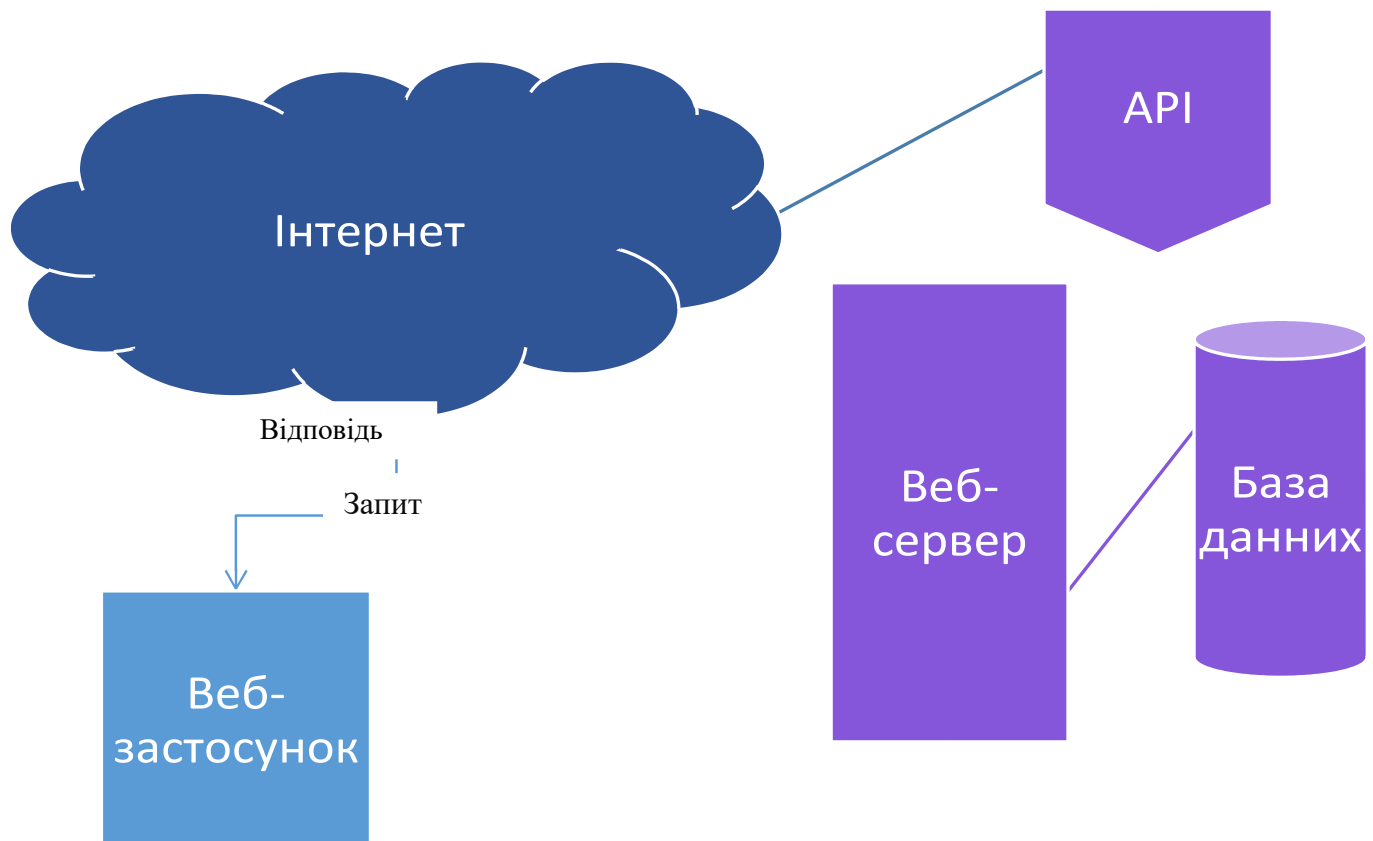 API
Інтернет
Відповідь
Запит
Веб-
сервер
База
данних
Веб-
застосунок